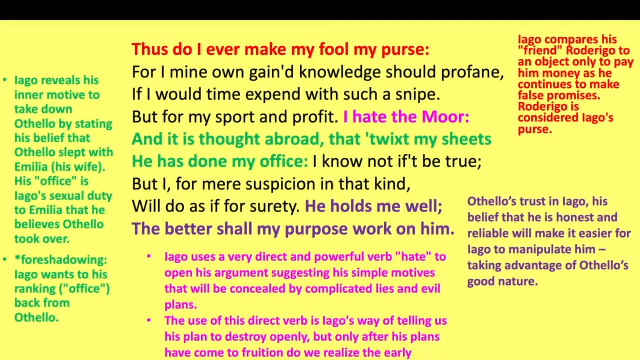 Thus do I ever make my fool my purse:
For I mine own gain'd knowledge should profane,
If I would time expend with such a snipe.
But for my sport and profit. I hate the Moor:
And it is thought abroad, that 'twixt my sheets
He has done my office: I know not if't be true;
But I, for mere suspicion in that kind,
Will do as if for surety. He holds me well;
The better shall my purpose work on him.
Iago compares his
"friend" Roderigo to
an object only to pay
him money as he
continues to make
false promises.
Roderigo is
considered Iago's
purse.
• Iago reveals his
inner motive to
take down
Othello by stating
his belief that
Othello slept with
Emilia (his wife).
His "office" is
Iago's sexual duty
to Emilia that he
believes Othello
took over.
• *foreshadowing:
Iago wants to his
ranking ("office")
back from
Othello.
Othello's trust in Iago, his
belief that he is honest and
reliable will make it easier for
Iago to manipulate him –
taking advantage of Othello's
good nature.
• Iago uses a very direct and powerful verb "hate" to
open his argument suggesting his simple motives
that will be concealed by complicated lies and evil
plans.
• The use of this direct verb is Iago's way of telling us
his plan to destroy openly, but only after his plans
have come to fruition do we realize the early